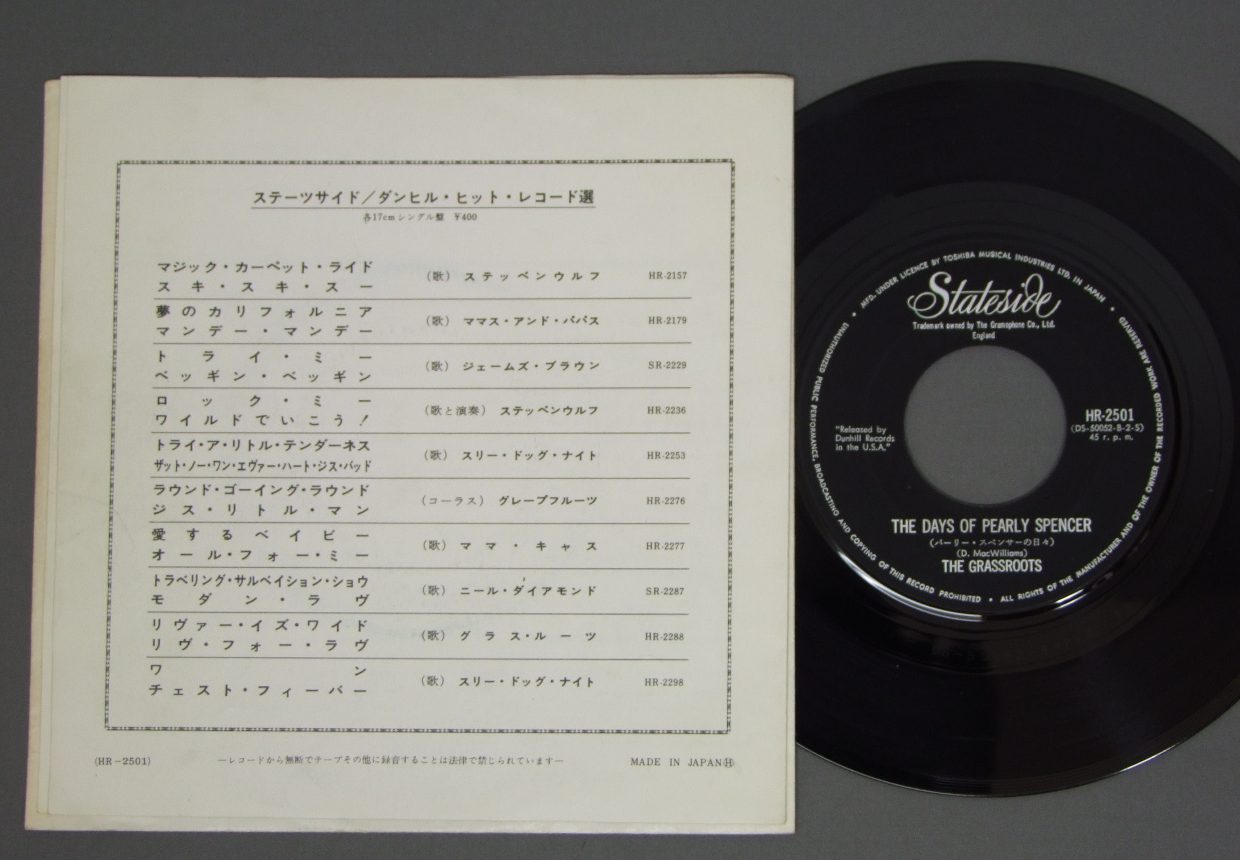 ステーツサイド/ダンヒル・ヒット・レコード選
各17cmシングル盤 ¥400
マジック・カーペット・ライド
スキ・スキ・スー
(歌) ステッペンウルフ HR-2157
夢のカリフォルニア
マンデー・マンデー
(歌) ママス・アンド・パパス HR-2179
トライ・ミー
ベッギン・ベッギン
(歌) ジェームズ・ブラウン SR-2229
ロック・ミー
ワイルドでいこう!
(歌と演奏) ステッペンウルフ HR-2236
トライ・ア・リトル・テンダーネス
ザット・ノー・ワン・エヴァー・ハート・ジス・バッド
(歌) スリー・ドッグ・ナイト HR-2253
ラウンド・ゴーイング・ラウンド
ジス・リトル・マン
(コーラス) グレープフルーツ HR-2276
愛するベイビー
オール・フォー・ミー
(歌) ママ・キャス HR-2277
トラベリング・サルベイション・ショウ
モダン・ラヴ
(歌) ニール・ダイアモンド SR-2287
リヴァー・イズ・ワイド
リヴ・フォー・ラヴ
(歌) グラス・ルーツ HR-2288
ワン
チェスト・フィーバー
(歌) スリー・ドッグ・ナイト HR-2298
(HR-2501) —レコードから無断でテープその他に録音することは法律で禁じられています— MADE IN JAPAN Ⓗ
• MFD. UNDER LICENCE BY TOSHIBA MUSICAL INDUSTRIES LTD. IN JAPAN •
Stateside
Trademark owned by The Gramophone Co., Ltd.
England
"Released by
Dunhill Records
in the U.S.A."
HR-2501
(DS-50052-B-2-S)
45 r. p. m.
THE DAYS OF PEARLY SPENCER
(パーリー・スペンサーの日々)
(D. MacWilliams)
THE GRASSROOTS
UNAUTHORIZED PUBLIC PERFORMANCE, BROADCASTING AND COPYING OF THIS RECORD PROHIBITED • ALL RIGHTS OF THE MANUFACTURER AND OF THE OWNER OF THE RECORDED WORK ARE RESERVED